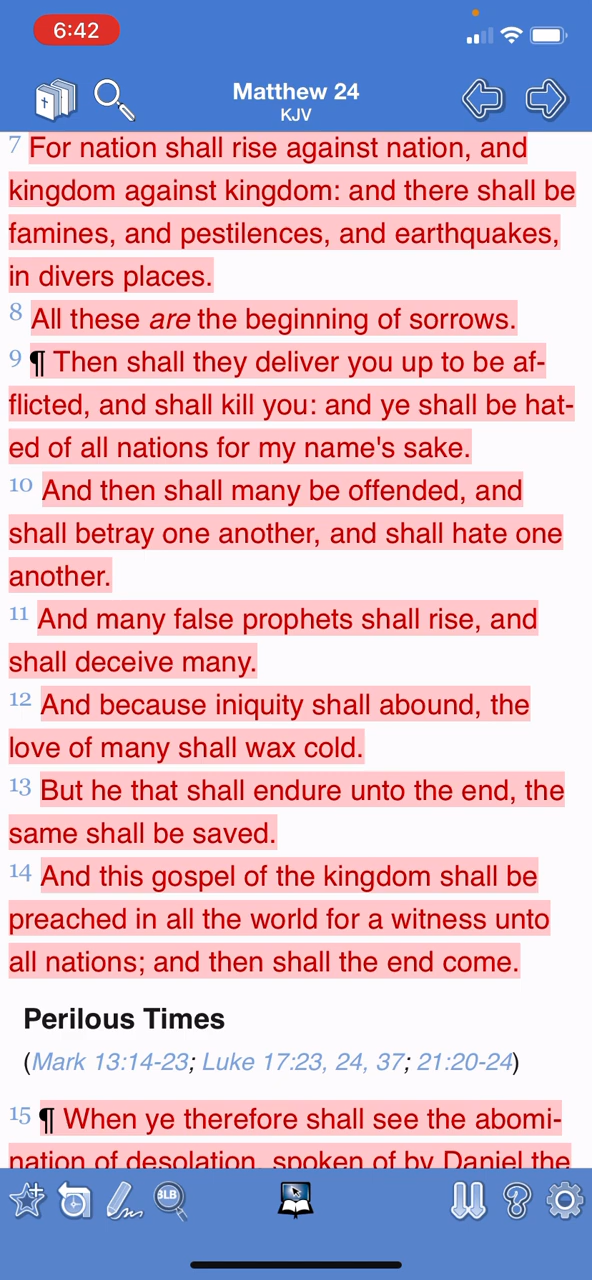 6:42
Matthew 24
KJV
7 For nation shall rise against nation, and
kingdom against kingdom: and there shall be
famines, and pestilences, and earthquakes,
in divers places.
8 All these are the beginning of sorrows.
9 ¶ Then shall they deliver you up to be af-
flicted, and shall kill you: and ye shall be hat-
ed of all nations for my name's sake.
10 And then shall many be offended, and
shall betray one another, and shall hate one
another.
11 And many false prophets shall rise, and
shall deceive many.
12 And because iniquity shall abound, the
love of many shall wax cold.
13 But he that shall endure unto the end, the
same shall be saved.
14 And this gospel of the kingdom shall be
preached in all the world for a witness unto
all nations; and then shall the end come.
Perilous Times
(Mark 13:14-23; Luke 17:23, 24, 37; 21:20-24)
15 ¶ When ye therefore shall see the abomi-
nation of desolation, spoken of by Daniel the
BLB